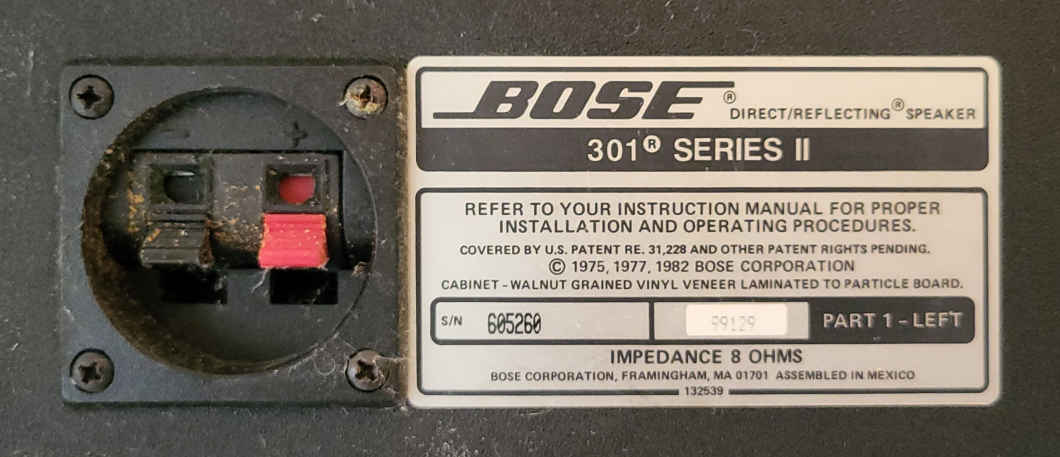 - +
BOSE® DIRECT/REFLECTING® SPEAKER
301® SERIES II
REFER TO YOUR INSTRUCTION MANUAL FOR PROPER
INSTALLATION AND OPERATING PROCEDURES.
COVERED BY U.S. PATENT RE. 31,228 AND OTHER PATENT RIGHTS PENDING.
© 1975, 1977, 1982 BOSE CORPORATION
CABINET - WALNUT GRAINED VINYL VENEER LAMINATED TO PARTICLE BOARD.
S/N 605260 99129 PART 1 - LEFT
IMPEDANCE 8 OHMS
BOSE CORPORATION, FRAMINGHAM, MA 01701 ASSEMBLED IN MEXICO
132539